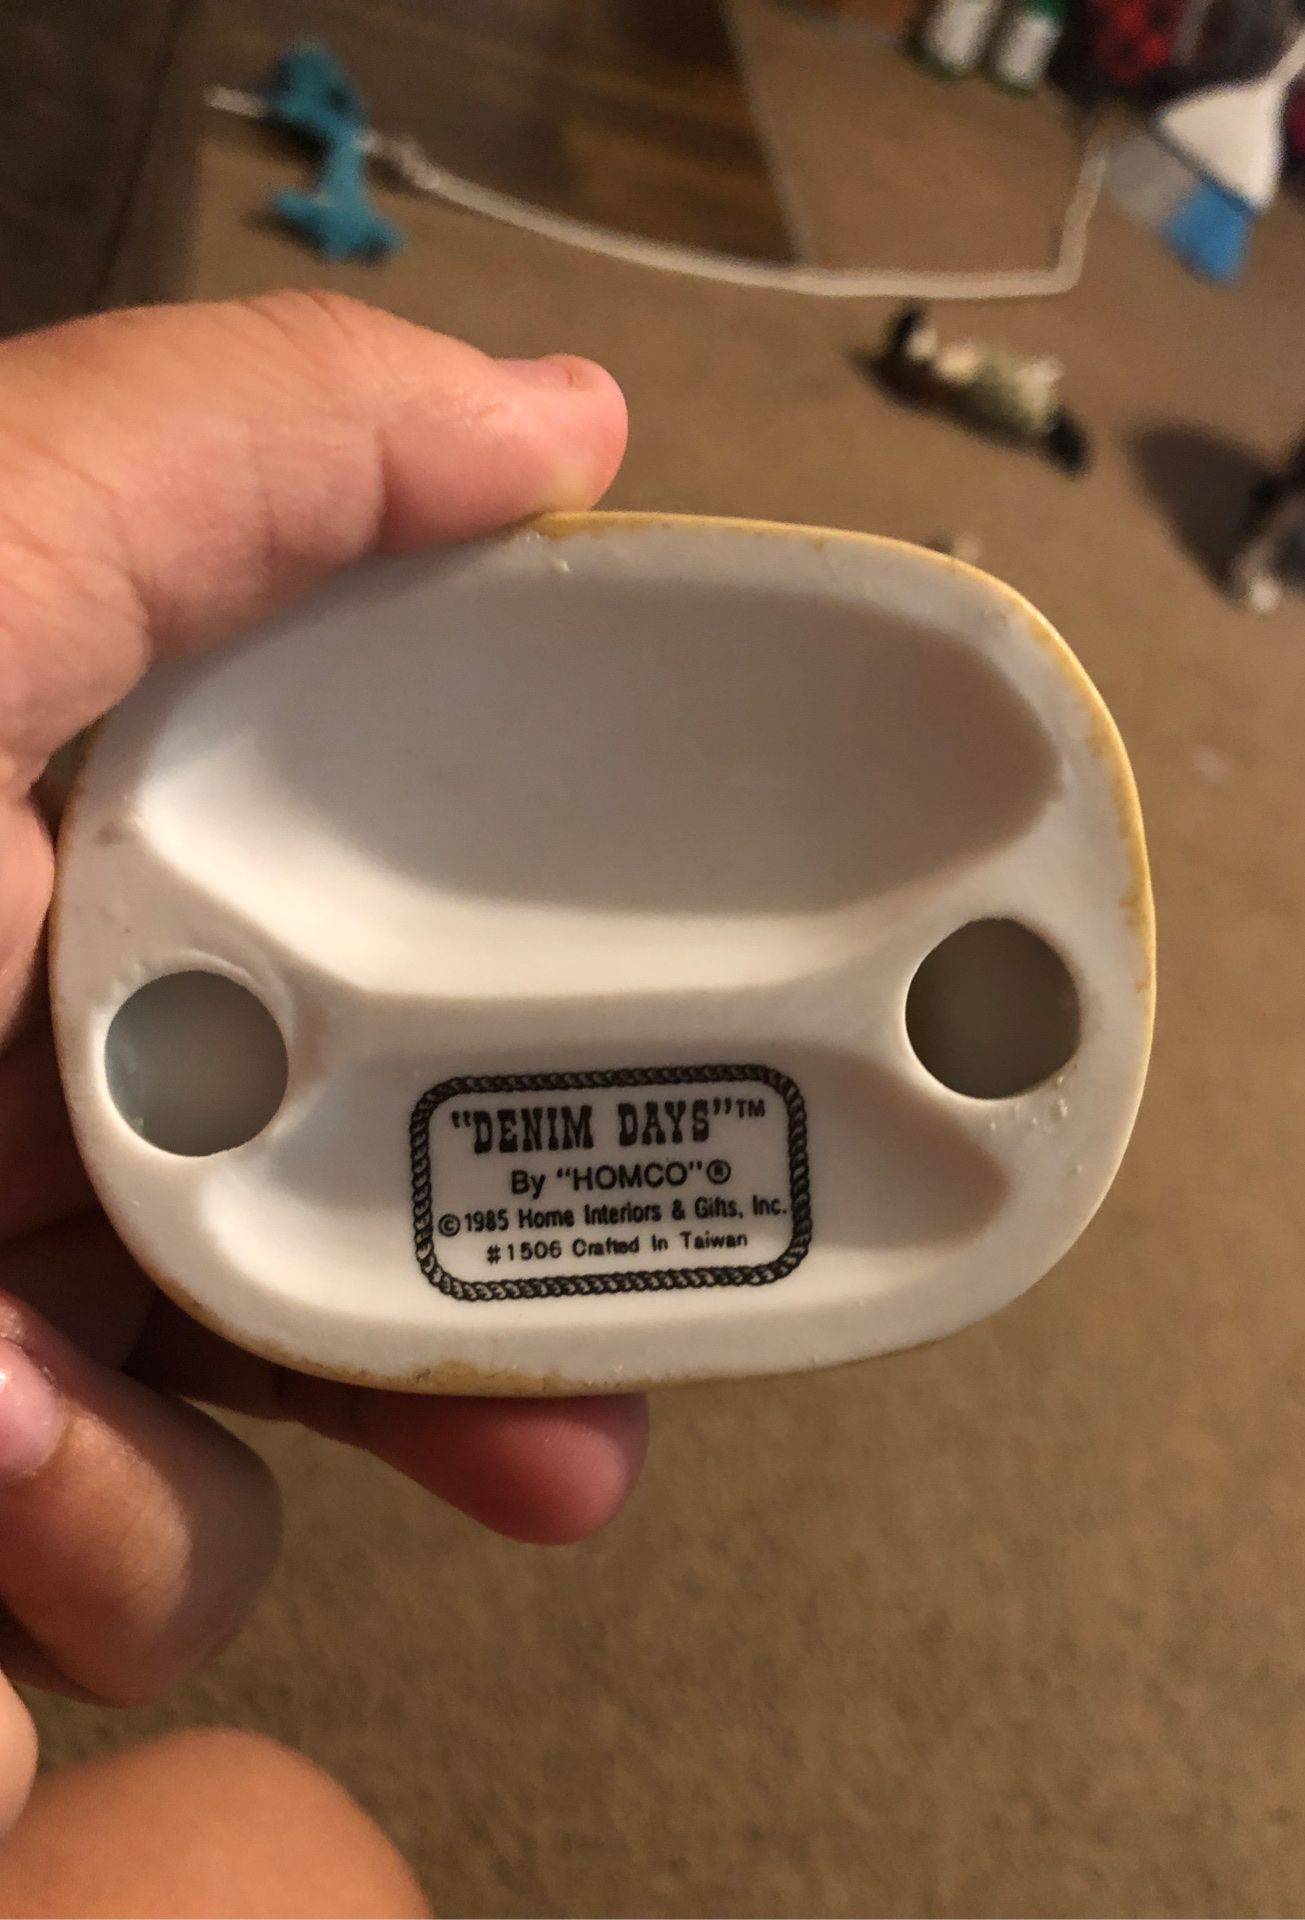 "DENIM DAYS"™
By "HOMCO"®
©1985 Home Interiors & Gifts, Inc.
#1506 Crafted In Taiwan